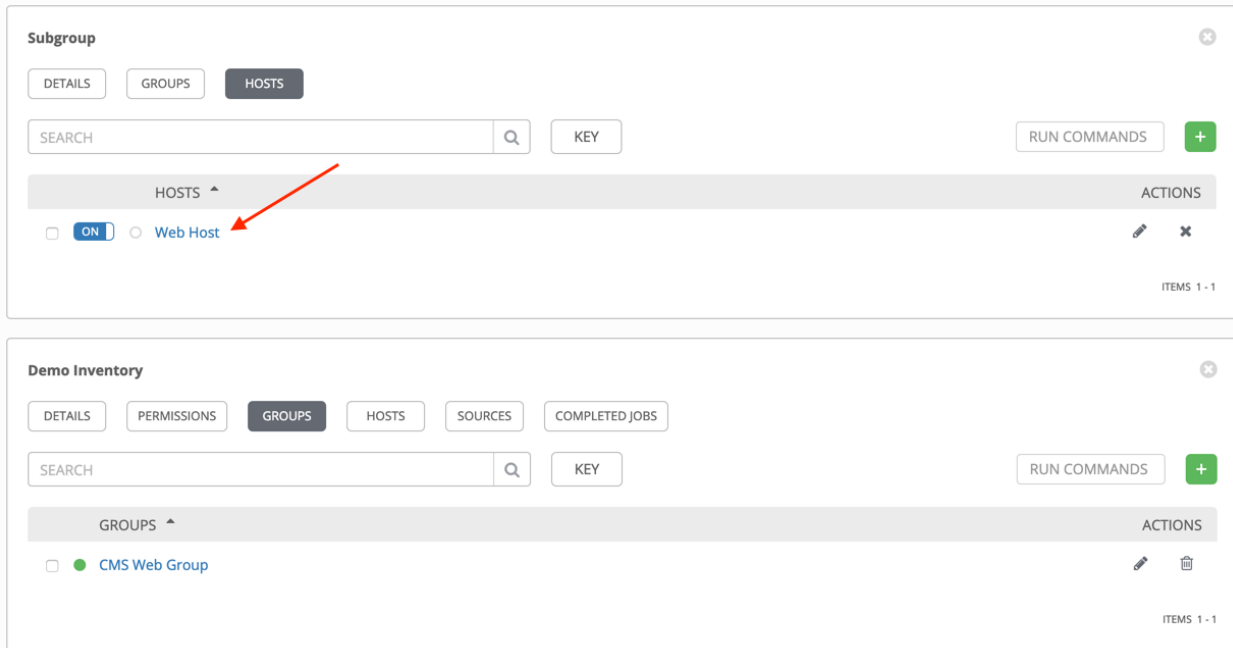 Subgroup
DETAILS GROUPS HOSTS
SEARCH KEY RUN COMMANDS +
HOSTS ACTIONS
ON Web Host
ITEMS 1 - 1
Demo Inventory
DETAILS PERMISSIONS GROUPS HOSTS SOURCES COMPLETED JOBS
SEARCH KEY RUN COMMANDS +
GROUPS ACTIONS
CMS Web Group
ITEMS 1 - 1